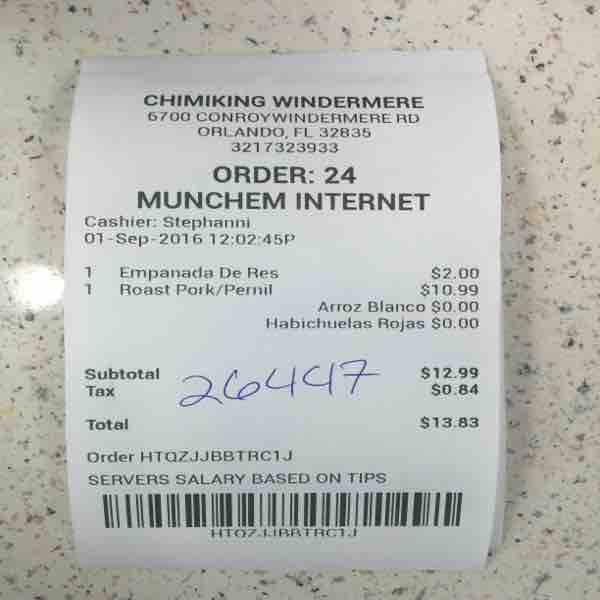 CHIMIKING WINDERMERE
6700 CONROYWINDERMERE RD
ORLANDO, FL 32835
3217323933
ORDER: 24
MUNCHEM INTERNET
Cashier: Stephanni
01-Sep-2016 12:02:45P
1 Empanada De Res $2.00
1 Roast Pork/Pernil $10.99
Arroz Blanco $0.00
Habichuelas Rojas $0.00
Subtotal $12.99
26447
Tax $0.84
Total $13.83
Order HTQZJJBBTRC1J
SERVERS SALARY BASED ON TIPS
HTQZJJBBTRC1J